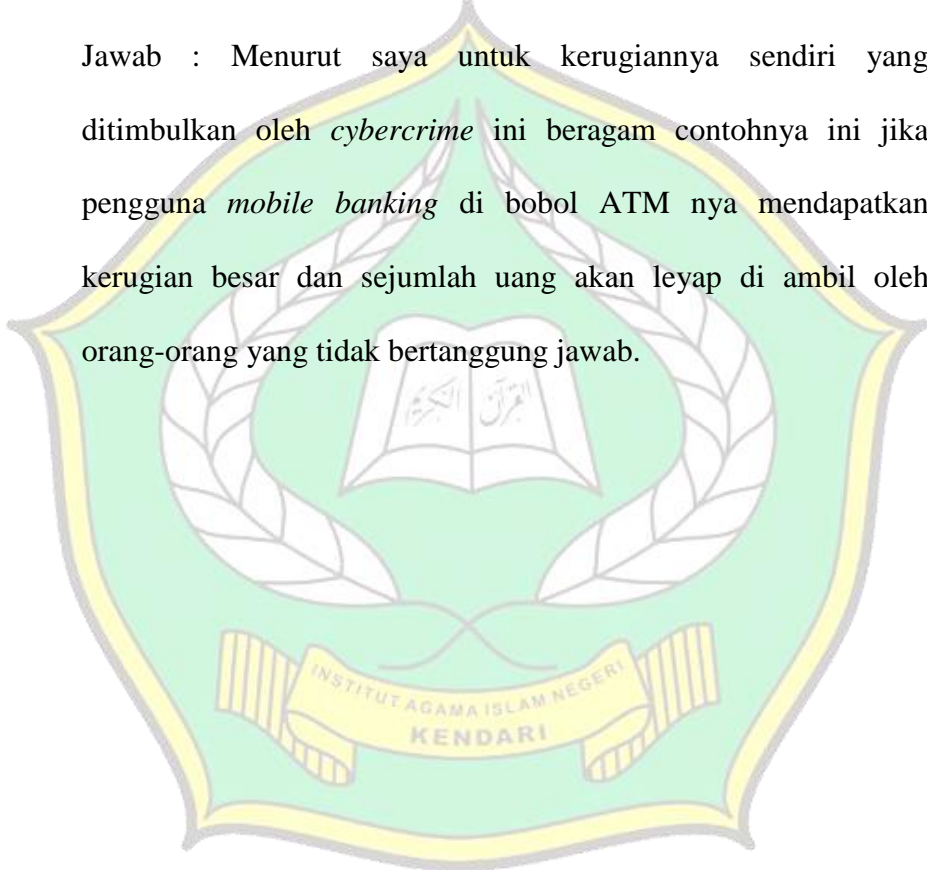 Jawab : Menurut saya untuk kerugiannya sendiri yang
ditimbulkan oleh cybercrime ini beragam contohnya ini jika
pengguna mobile banking di bobol ATM nya mendapatkan
kerugian besar dan sejumlah uang akan leyap di ambil oleh
orang-orang yang tidak bertanggung jawab.
القرآن الكريم
INSTITUT AGAMA ISLAM NEGERI
KENDARI